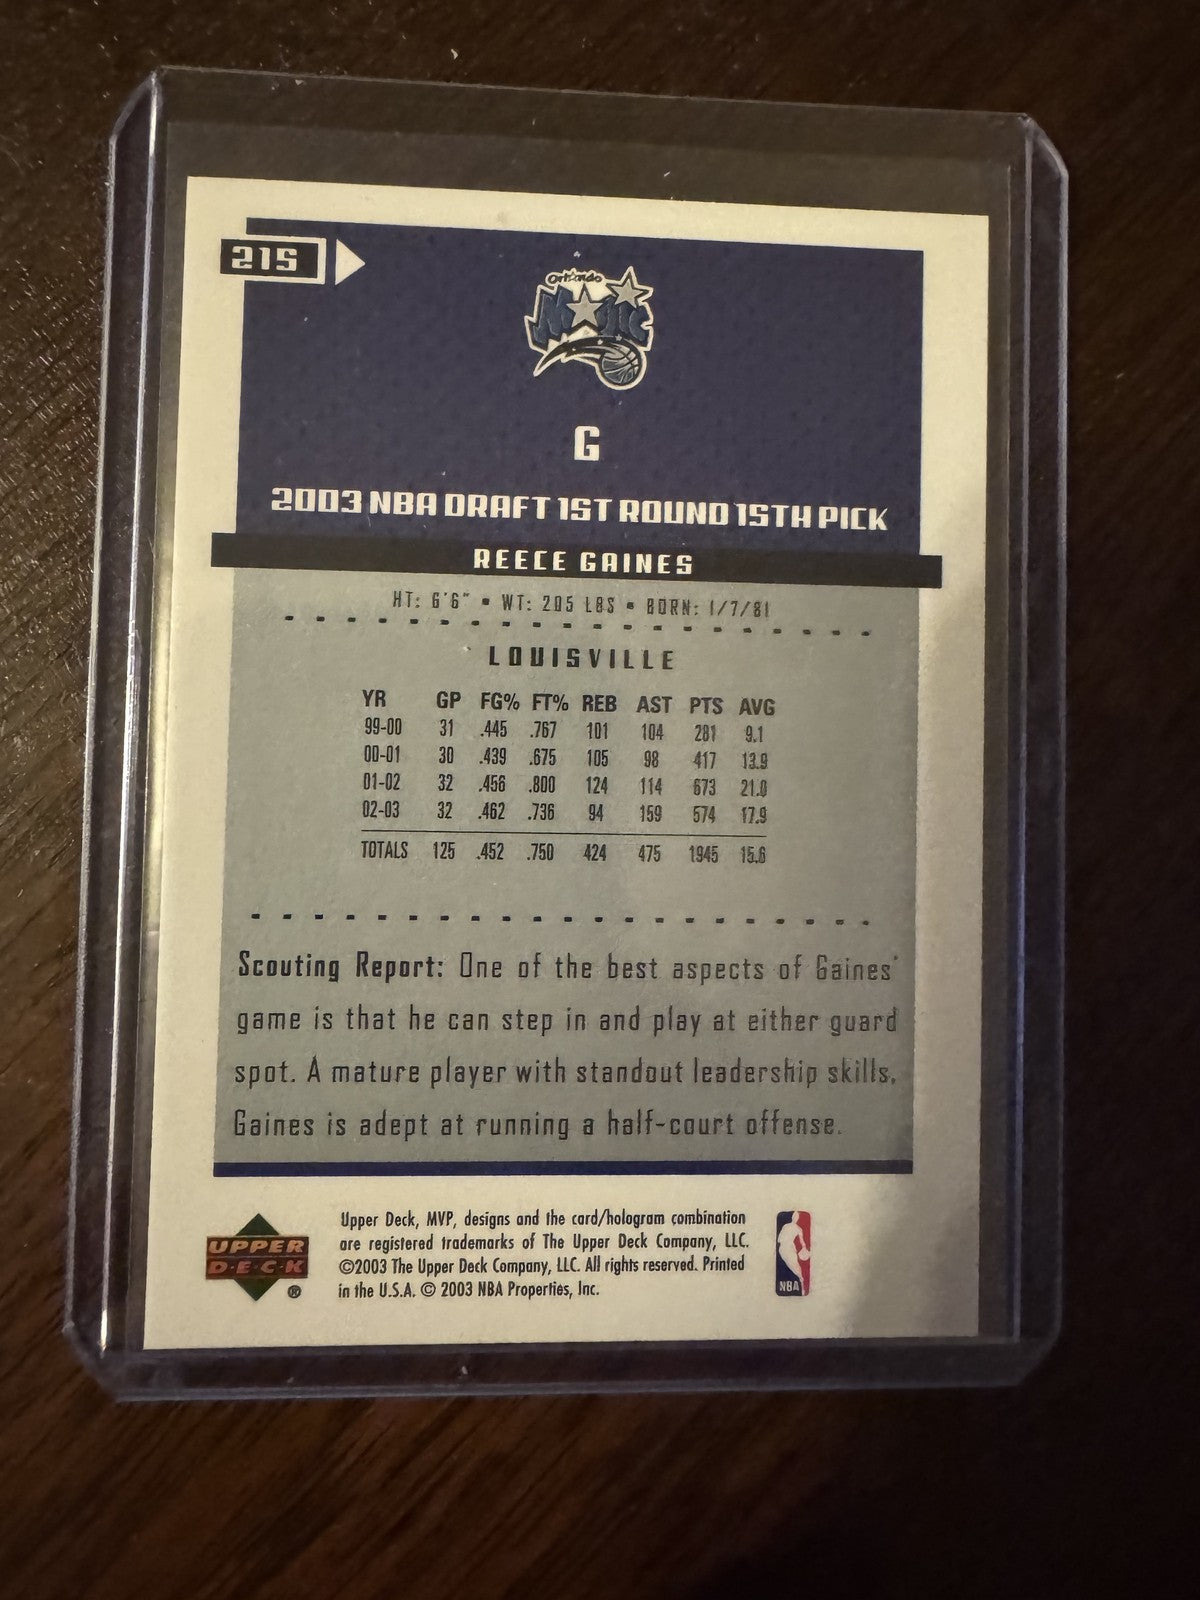 215
Orlando
Magic
G
2003 NBA DRAFT 1ST ROUND 15TH PICK
REECE GAINES
HT: 6'6" • WT: 205 LBS • BORN: 1/7/81
LOUISVILLE
YR GP FG% FT% REB AST PTS AVG
99-00 31 .445 .767 101 104 281 9.1
00-01 30 .439 .675 105 98 417 13.9
01-02 32 .456 .800 124 114 673 21.0
02-03 32 .462 .736 94 159 574 17.9
TOTALS 125 .452 .750 424 475 1945 15.6
Scouting Report: One of the best aspects of Gaines'
game is that he can step in and play at either guard
spot. A mature player with standout leadership skills,
Gaines is adept at running a half-court offense.
UPPER
D·E·C·K
®
Upper Deck, MVP, designs and the card/hologram combination
are registered trademarks of The Upper Deck Company, LLC.
©2003 The Upper Deck Company, LLC. All rights reserved. Printed
in the U.S.A. © 2003 NBA Properties, Inc.
NBA